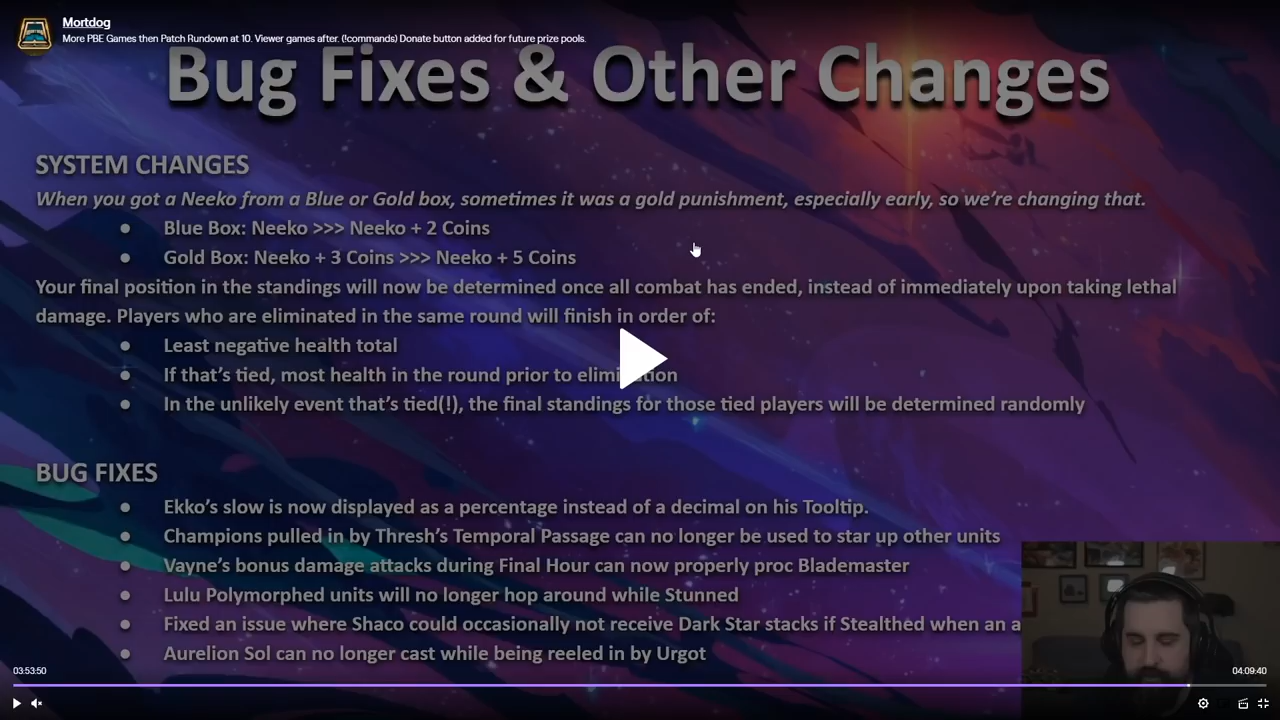 Mortdog
More PBE Games then Patch Rundown at 10. Viewer games after. (!commands) Donate button added for future prize pools.
Bug Fixes & Other Changes
SYSTEM CHANGES
When you got a Neeko from a Blue or Gold box, sometimes it was a gold punishment, especially early, so we're changing that.
● Blue Box: Neeko >>> Neeko + 2 Coins
● Gold Box: Neeko + 3 Coins >>> Neeko + 5 Coins
Your final position in the standings will now be determined once all combat has ended, instead of immediately upon taking lethal
damage. Players who are eliminated in the same round will finish in order of:
● Least negative health total
● If that's tied, most health in the round prior to
● In the unlikely event that's tied(!), the final standings for those tied players will be determined randomly
BUG FIXES
● Ekko's slow is now displayed as a percentage instead of a decimal on his Tooltip.
● Champions pulled in by Thresh's Temporal Passage can no longer be used to star up other units
● Vayne's bonus damage attacks during Final Hour can now properly proc Blademaster
● Lulu Polymorphed units will no longer hop around while Stunned
● Fixed an issue where Shaco could occasionally not receive Dark Star stacks if Stealthed when an a
● Aurelion Sol can no longer cast while being reeled in by Urgot
03:53:50
04:09:40